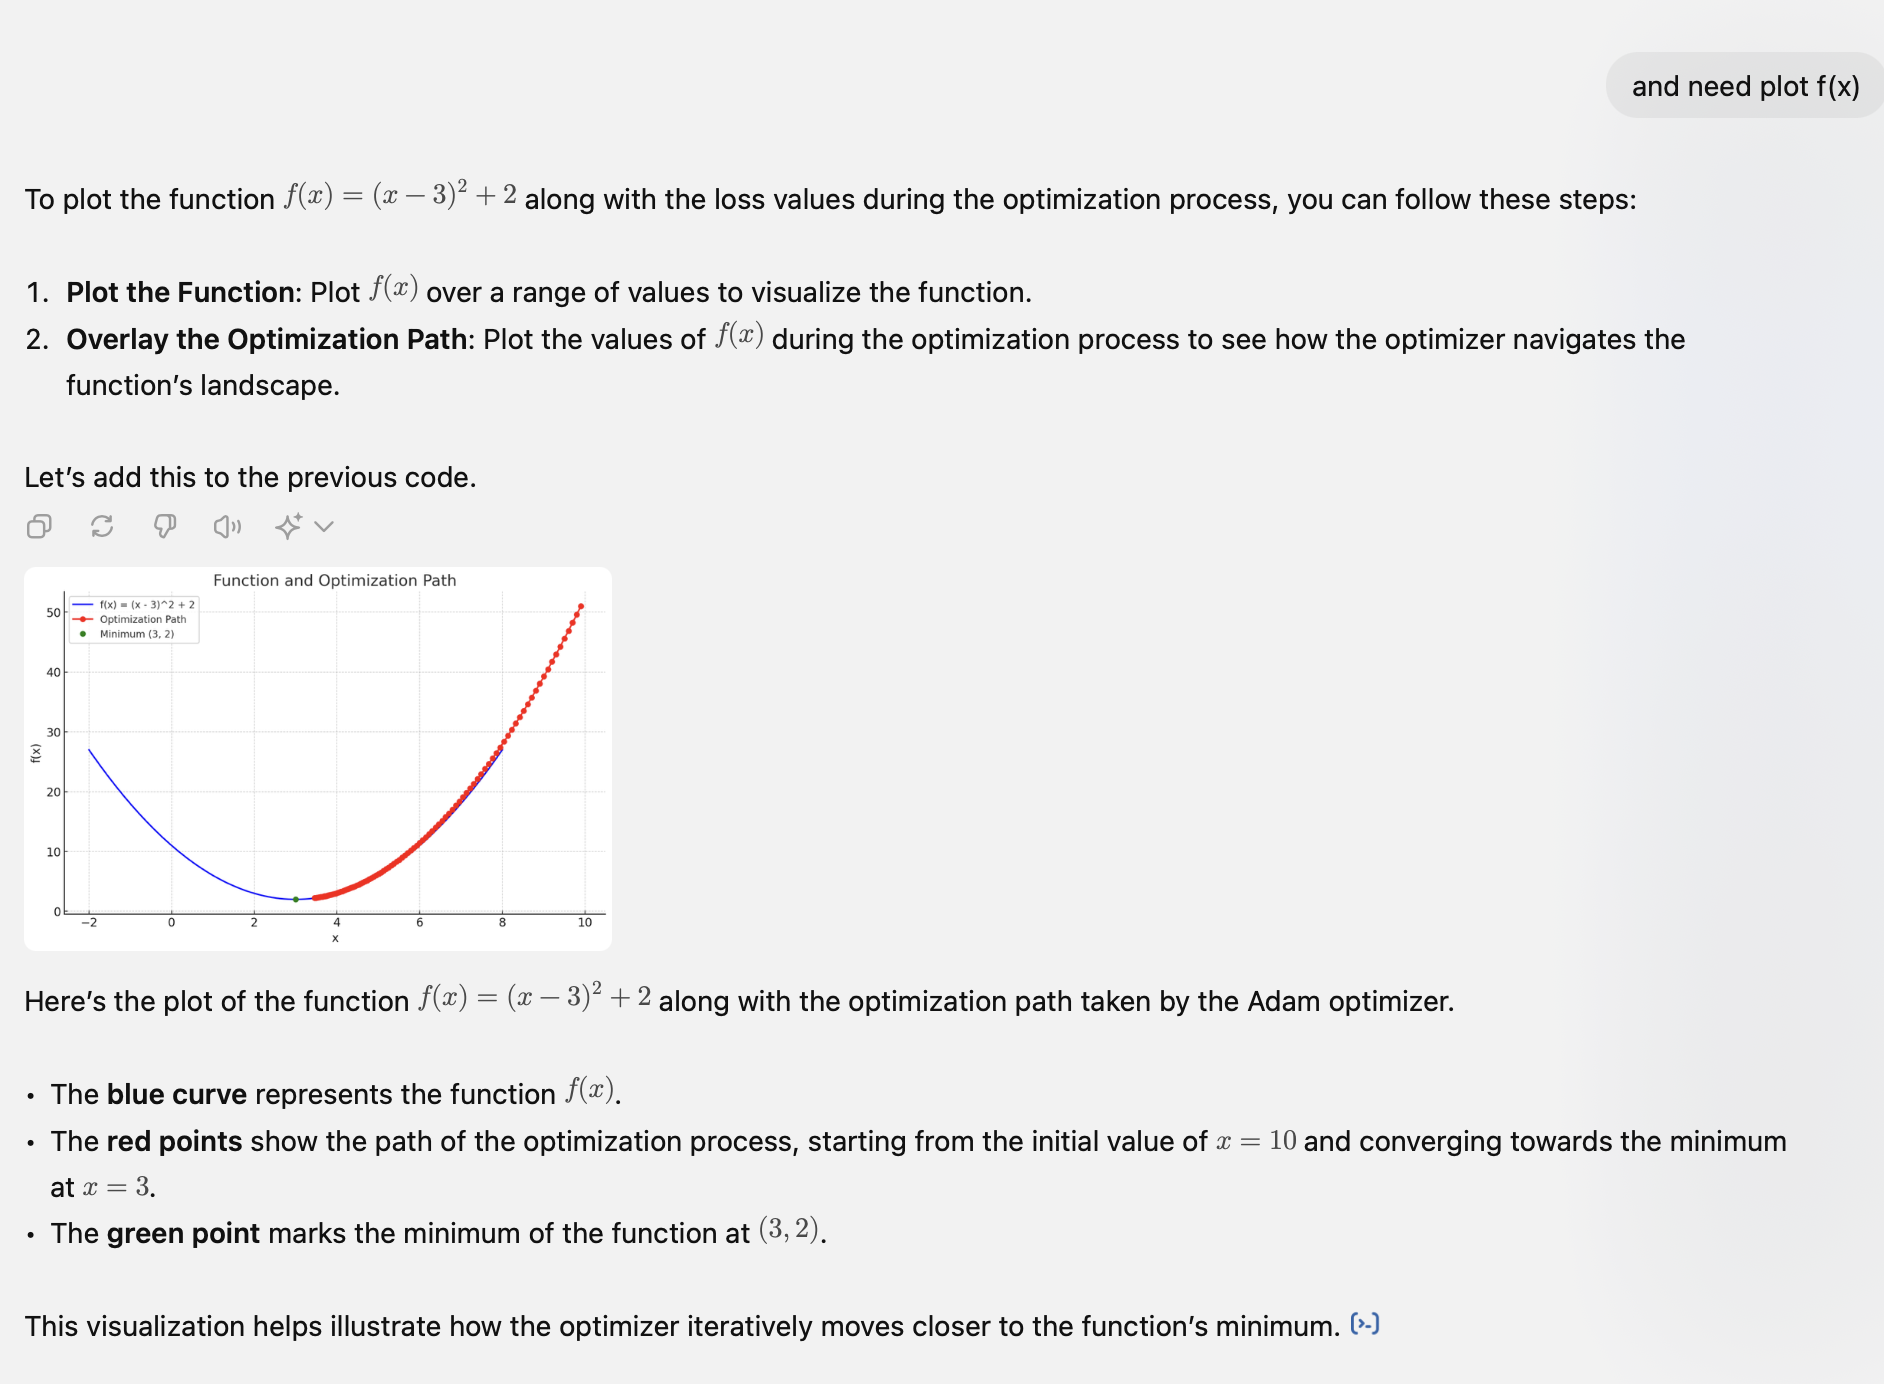 and need plot f(x)
To plot the function f(x) = (x − 3)² + 2 along with the loss values during the optimization process, you can follow these steps:
1. Plot the Function: Plot f(x) over a range of values to visualize the function.
2. Overlay the Optimization Path: Plot the values of f(x) during the optimization process to see how the optimizer navigates the
function’s landscape.
Let’s add this to the previous code.
Function and Optimization Path
f(x) = (x - 3)^2 + 2
Optimization Path
Minimum (3, 2)
50
40
30
20
10
0
f(x)
−2 0 2 4 6 8 10
x
Here’s the plot of the function f(x) = (x − 3)² + 2 along with the optimization path taken by the Adam optimizer.
• The blue curve represents the function f(x).
• The red points show the path of the optimization process, starting from the initial value of x = 10 and converging towards the minimum
at x = 3.
• The green point marks the minimum of the function at (3, 2).
This visualization helps illustrate how the optimizer iteratively moves closer to the function’s minimum. [>-]